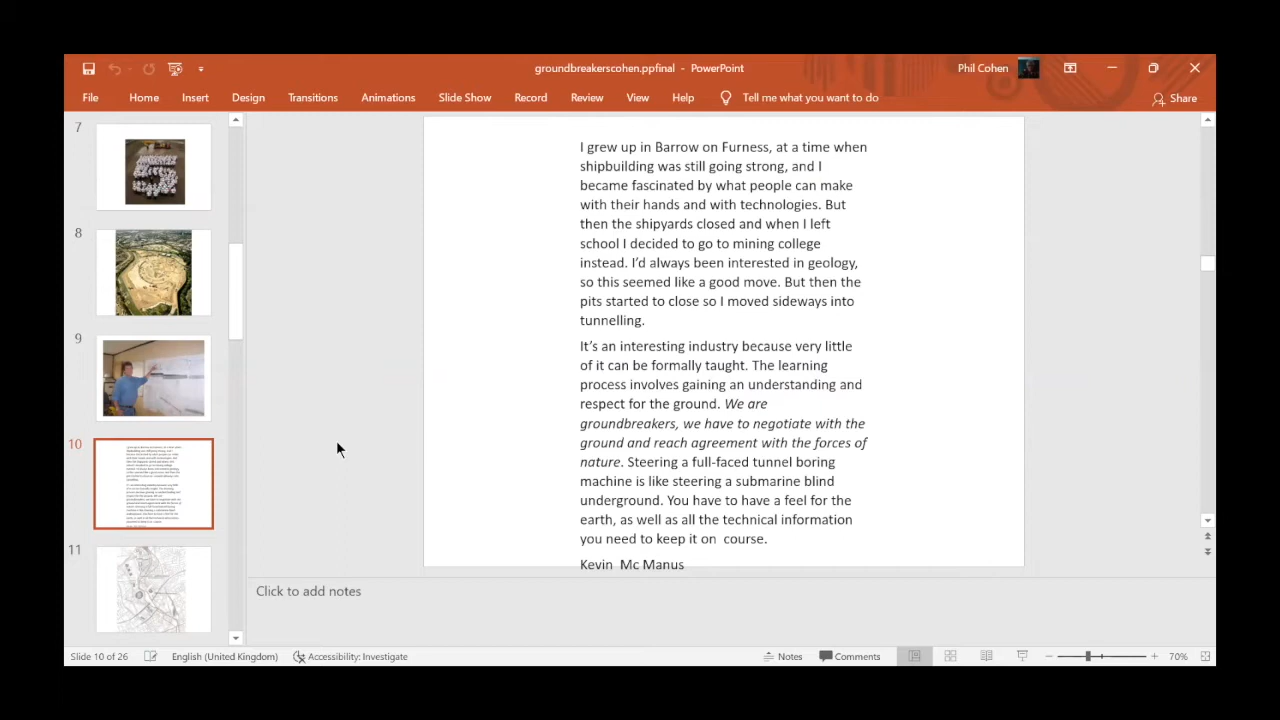 groundbreakerscohen.ppfinal - PowerPoint
Phil Cohen
File Home Insert Design Transitions Animations Slide Show Record Review View Help Tell me what you want to do Share
7
8
9
10
11
I grew up in Barrow on Furness, at a time when
shipbuilding was still going strong, and I
became fascinated by what people can make
with their hands and with technologies. But
then the shipyards closed and when I left
school I decided to go to mining college
instead. I'd always been interested in geology,
so this seemed like a good move. But then the
pits started to close so I moved sideways into
tunnelling.
It's an interesting industry because very little
of it can be formally taught. The learning
process involves gaining an understanding and
respect for the ground. We are
groundbreakers, we have to negotiate with the
ground and reach agreement with the forces of
nature. Steering a full-faced tunnel boring
machine is like steering a submarine blind
underground. You have to have a feel for the
earth, as well as all the technical information
you need to keep it on  course.
Kevin  Mc Manus
Click to add notes
Slide 10 of 26 English (United Kingdom) Accessibility: Investigate Notes Comments 70%